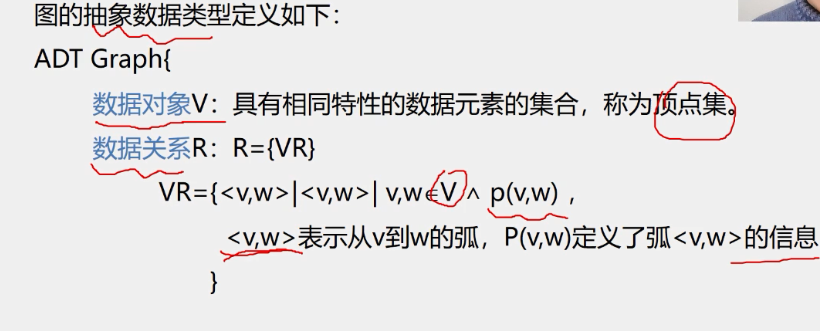 图的抽象数据类型定义如下：
ADT Graph{
数据对象V：具有相同特性的数据元素的集合，称为顶点集。
数据关系R：R={VR}
VR={<v,w>|<v,w>| v,w∈V ∧ p(v,w) ，
<v,w>表示从v到w的弧，P(v,w)定义了弧<v,w>的信息
}